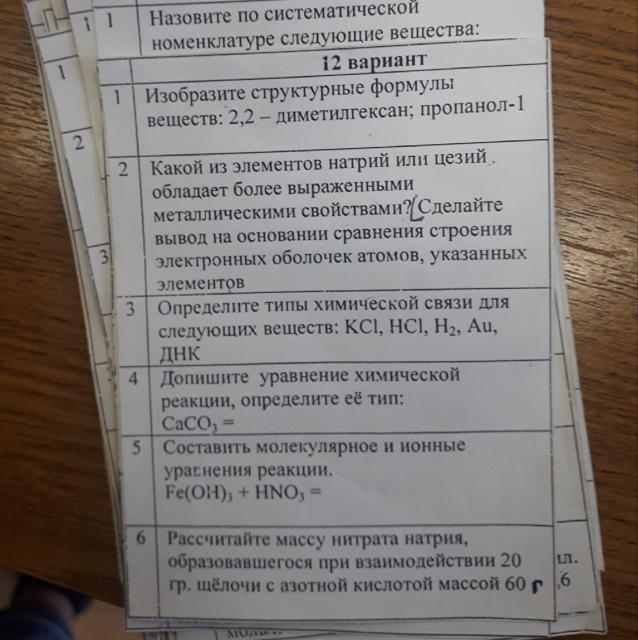 1 Назовите по систематической
номенклатуре следующие вещества:
12 вариант
1 Изобразите структурные формулы
веществ: 2,2 – диметилгексан; пропанол-1
2 Какой из элементов натрий или цезий
обладает более выраженными
металлическими свойствами? Сделайте
вывод на основании сравнения строения
электронных оболочек атомов, указанных
элементов
3 Определите типы химической связи для
следующих веществ: KCl, HCl, H₂, Au,
ДНК
4 Допишите уравнение химической
реакции, определите её тип:
CaCO₃ =
5 Составить молекулярное и ионные
уравнения реакции.
Fe(OH)₃ + HNO₃ =
6 Рассчитайте массу нитрата натрия,
образовавшегося при взаимодействии 20
гр. щёлочи с азотной кислотой массой 60 г
1
1
2
3
ил.
,6